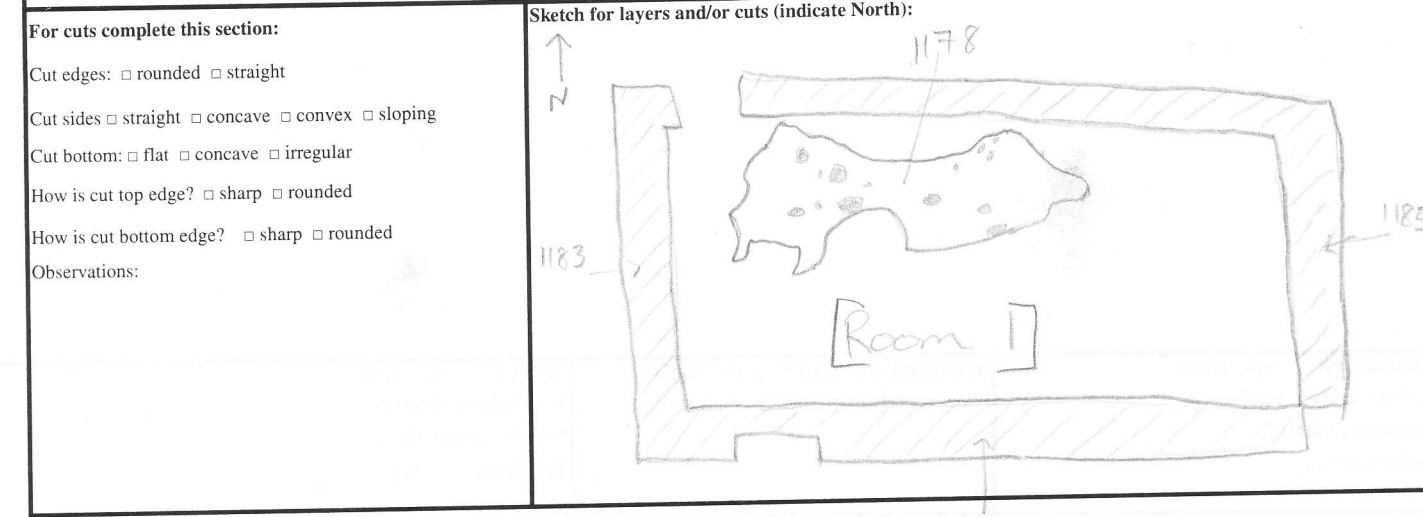 For cuts complete this section:
Cut edges: □ rounded □ straight
Cut sides □ straight □ concave □ convex □ sloping
Cut bottom: □ flat □ concave □ irregular
How is cut top edge? □ sharp □ rounded
How is cut bottom edge? □ sharp □ rounded
Observations:
Sketch for layers and/or cuts (indicate North):
N
1178
1183
1185
[Room 1]